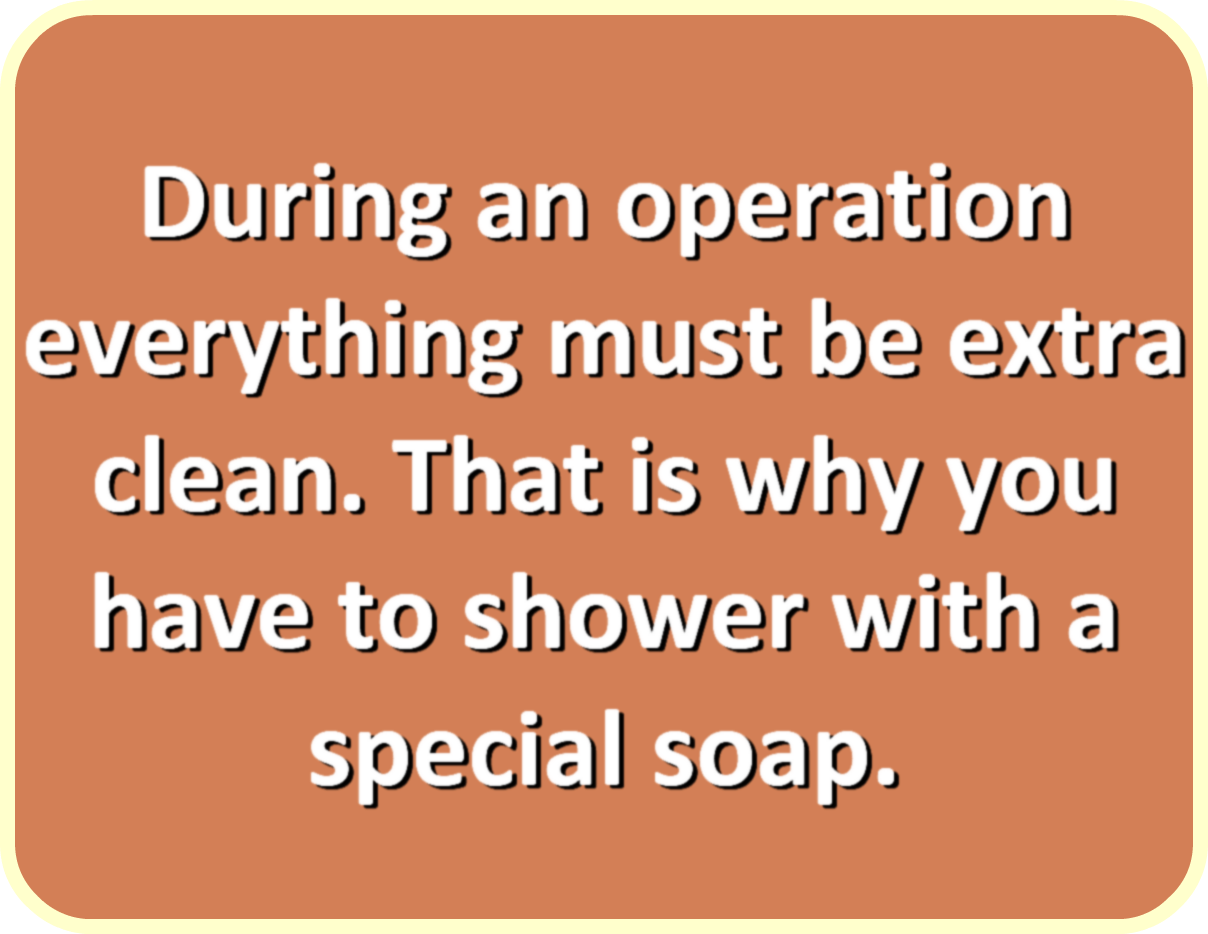 During an operation
everything must be extra
clean. That is why you
have to shower with a
special soap.